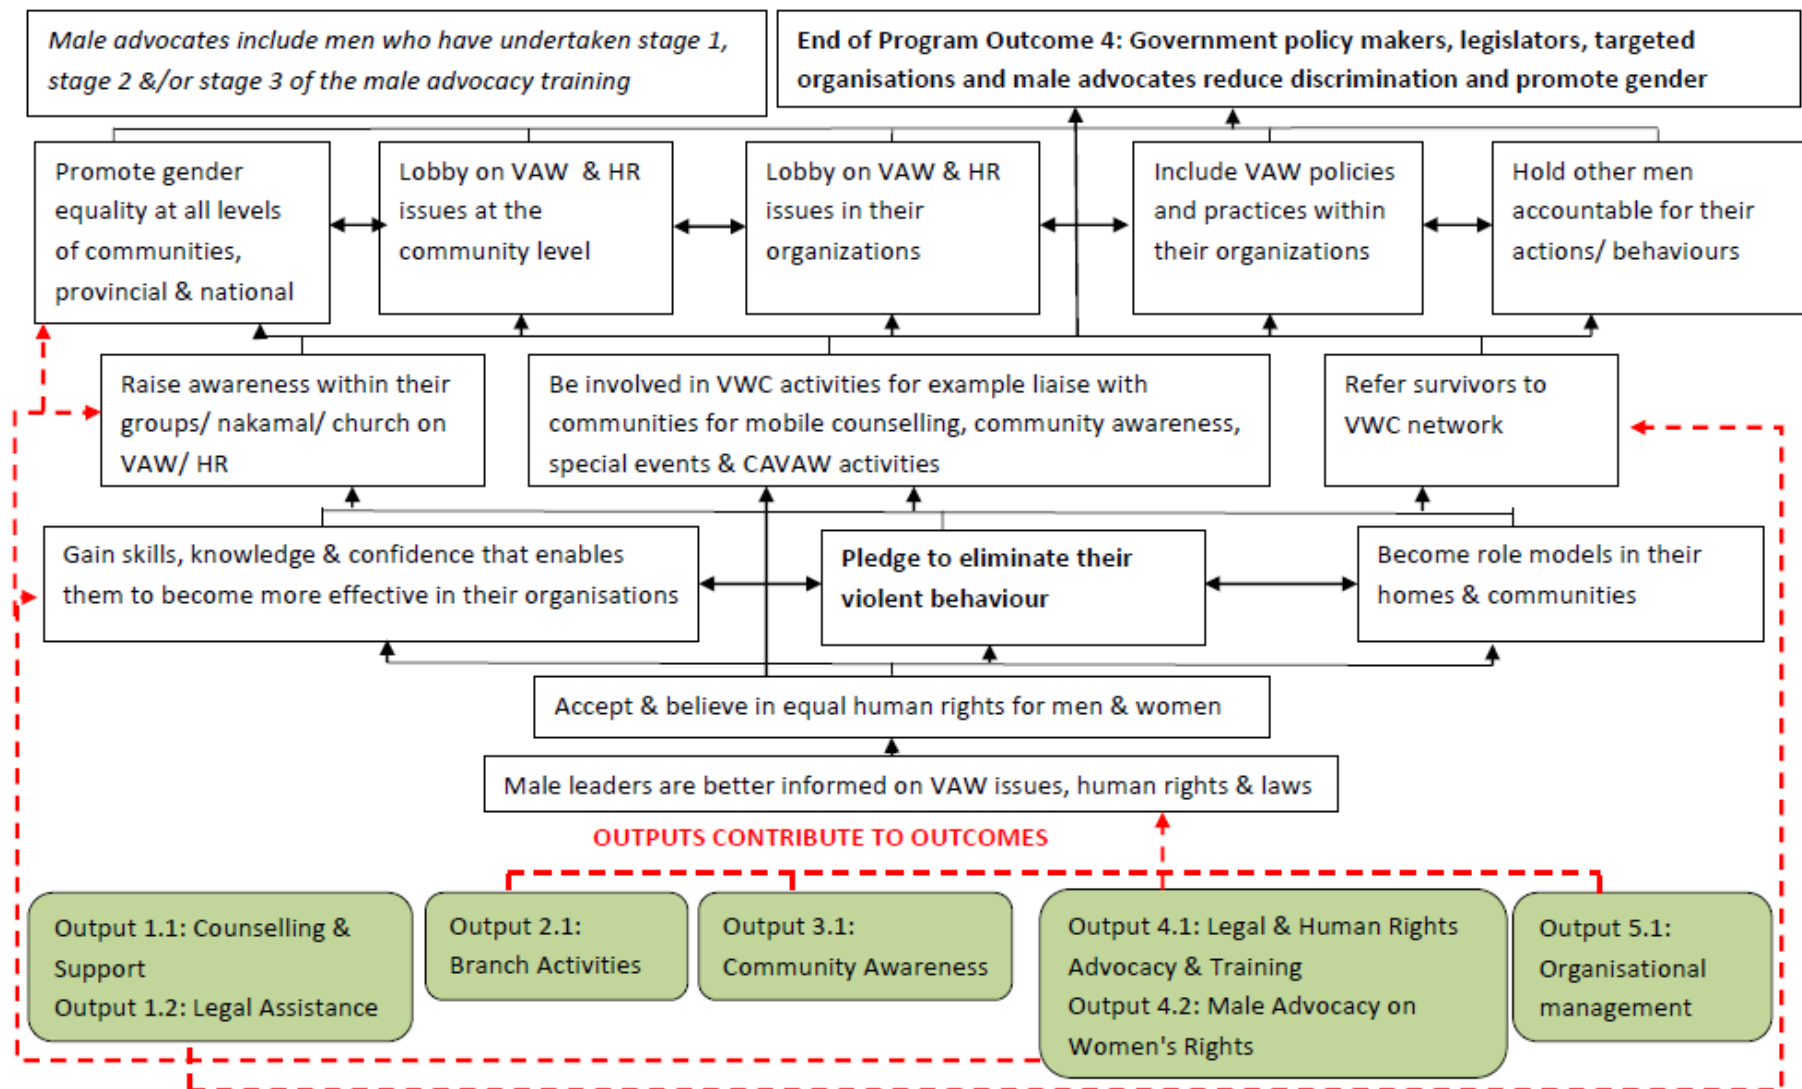 Male advocates include men who have undertaken stage 1,
stage 2 &/or stage 3 of the male advocacy training
End of Program Outcome 4: Government policy makers, legislators, targeted
organisations and male advocates reduce discrimination and promote gender
Promote gender
equality at all levels
of communities,
provincial & national
Lobby on VAW & HR
issues at the
community level
Lobby on VAW & HR
issues in their
organizations
Include VAW policies
and practices within
their organizations
Hold other men
accountable for their
actions/ behaviours
Raise awareness within their
groups/ nakamal/ church on
VAW/ HR
Be involved in VWC activities for example liaise with
communities for mobile counselling, community awareness,
special events & CAVAW activities
Refer survivors to
VWC network
Gain skills, knowledge & confidence that enables
them to become more effective in their organisations
Pledge to eliminate their
violent behaviour
Become role models in their
homes & communities
Accept & believe in equal human rights for men & women
Male leaders are better informed on VAW issues, human rights & laws
OUTPUTS CONTRIBUTE TO OUTCOMES
Output 1.1: Counselling &
Support
Output 1.2: Legal Assistance
Output 2.1:
Branch Activities
Output 3.1:
Community Awareness
Output 4.1: Legal & Human Rights
Advocacy & Training
Output 4.2: Male Advocacy on
Women's Rights
Output 5.1:
Organisational
management